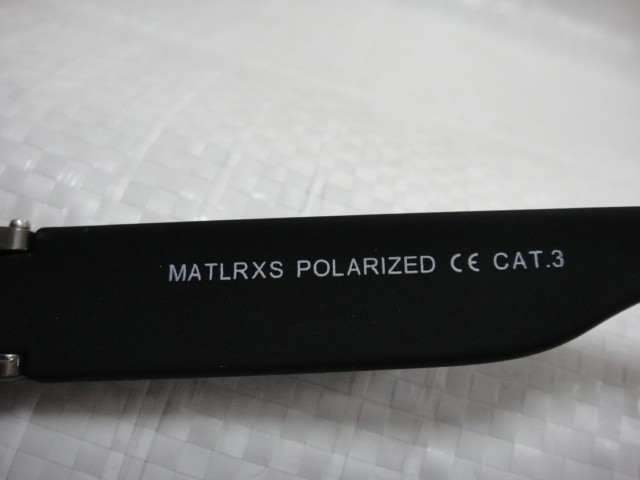 MATLRXS POLARIZED CE CAT.3